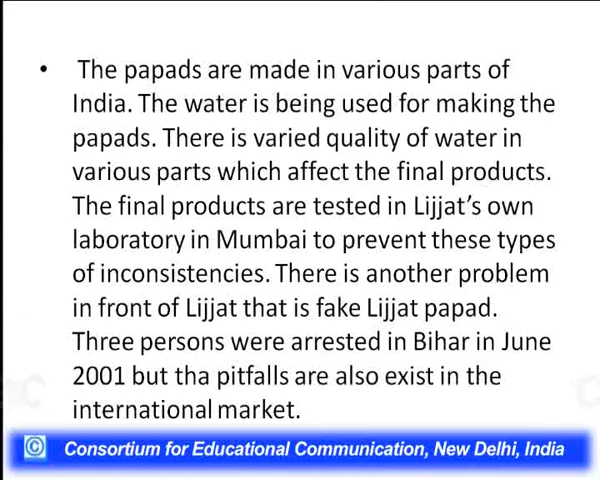 • The papads are made in various parts of
India. The water is being used for making the
papads. There is varied quality of water in
various parts which affect the final products.
The final products are tested in Lijjat's own
laboratory in Mumbai to prevent these types
of inconsistencies. There is another problem
in front of Lijjat that is fake Lijjat papad.
Three persons were arrested in Bihar in June
2001 but tha pitfalls are also exist in the
international market.
© Consortium for Educational Communication, New Delhi, India